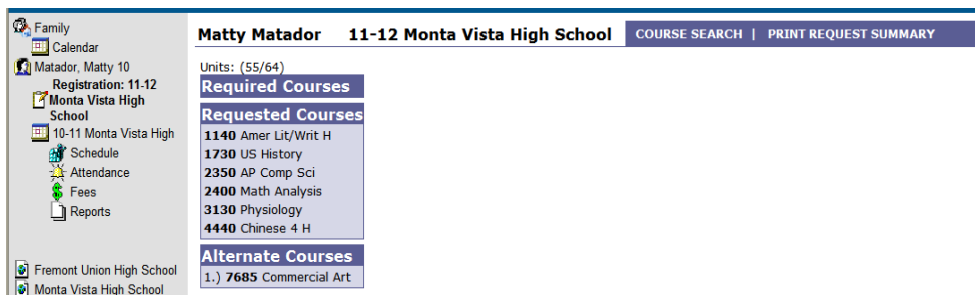 Family
Calendar
Matador, Matty 10
Registration: 11-12
Monta Vista High
School
10-11 Monta Vista High
Schedule
Attendance
Fees
Reports
Fremont Union High School
Monta Vista High School
Matty Matador 11-12 Monta Vista High School COURSE SEARCH | PRINT REQUEST SUMMARY
Units: (55/64)
Required Courses
Requested Courses
1140 Amer Lit/Writ H
1730 US History
2350 AP Comp Sci
2400 Math Analysis
3130 Physiology
4440 Chinese 4 H
Alternate Courses
1.) 7685 Commercial Art